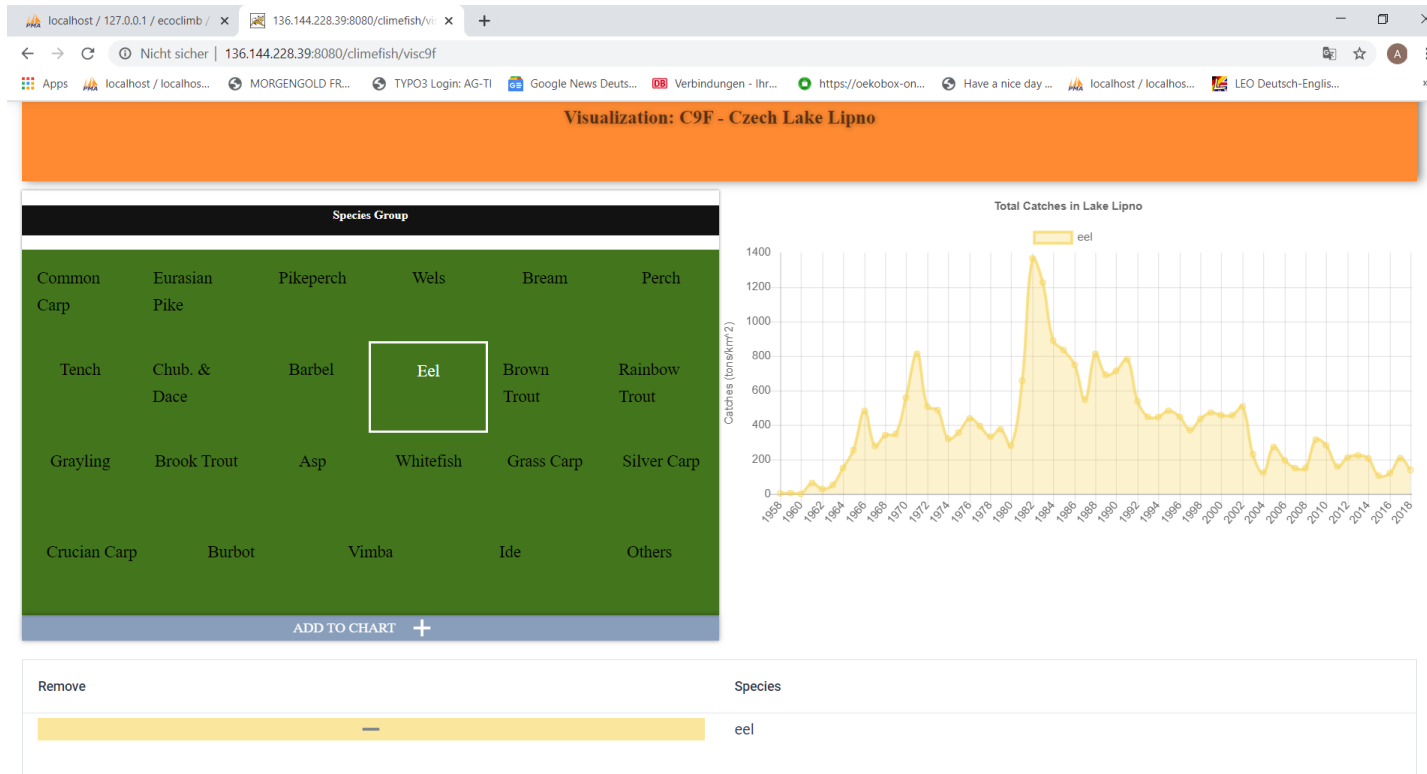 localhost / 127.0.0.1 / ecoclimb /
136.144.228.39:8080/climefish/vis
Nicht sicher | 136.144.228.39:8080/climefish/visc9f
A
Apps localhost / localhos... MORGENGOLD FR... TYPO3 Login: AG-TI Google News Deuts... Verbindungen - Ihr... https://oekobox-on... Have a nice day ... localhost / localhos... LEO Deutsch-Englis... »
Visualization: C9F - Czech Lake Lipno
Species Group
Common Carp
Eurasian Pike
Pikeperch
Wels
Bream
Perch
Tench
Chub. & Dace
Barbel
Eel
Brown Trout
Rainbow Trout
Grayling
Brook Trout
Asp
Whitefish
Grass Carp
Silver Carp
Crucian Carp
Burbot
Vimba
Ide
Others
ADD TO CHART +
Total Catches in Lake Lipno
eel
Catches (tons/km^2)
1400
1200
1000
800
600
400
200
0
1958 1960 1962 1964 1966 1968 1970 1972 1974 1976 1978 1980 1982 1984 1986 1988 1990 1992 1994 1996 1998 2000 2002 2004 2006 2008 2010 2012 2014 2016 2018
Remove Species
eel